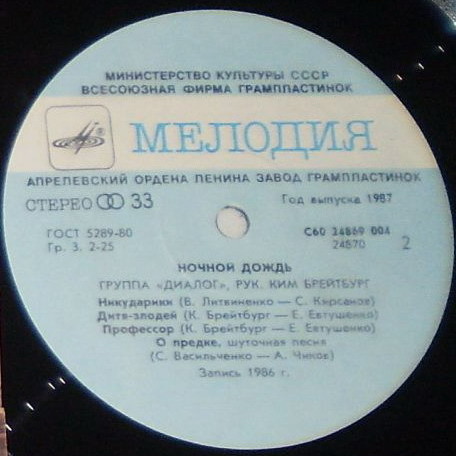 МИНИСТЕРСТВО КУЛЬТУРЫ СССР
ВСЕСОЮЗНАЯ ФИРМА ГРАМПЛАСТИНОК
МЕЛОДИЯ
АПРЕЛЕВСКИЙ ОРДЕНА ЛЕНИНА ЗАВОД ГРАМПЛАСТИНОК
СТЕРЕО 33
Год выпуска 1987
ГОСТ 5289-80
С60 24869 004
Гр. 3. 2-25
24870 2
НОЧНОЙ ДОЖДЬ
ГРУППА «ДИАЛОГ», РУК. КИМ БРЕЙТБУРГ
Никударики (В. Литвиненко — С. Кирсанов)
Дитя-злодей (К. Брейтбург — Е. Евтушенко)
Профессор (К. Брейтбург — Е. Евтушенко)
О предке, шуточная песня
(С. Васильченко — А. Чиков)
Запись 1986 г.